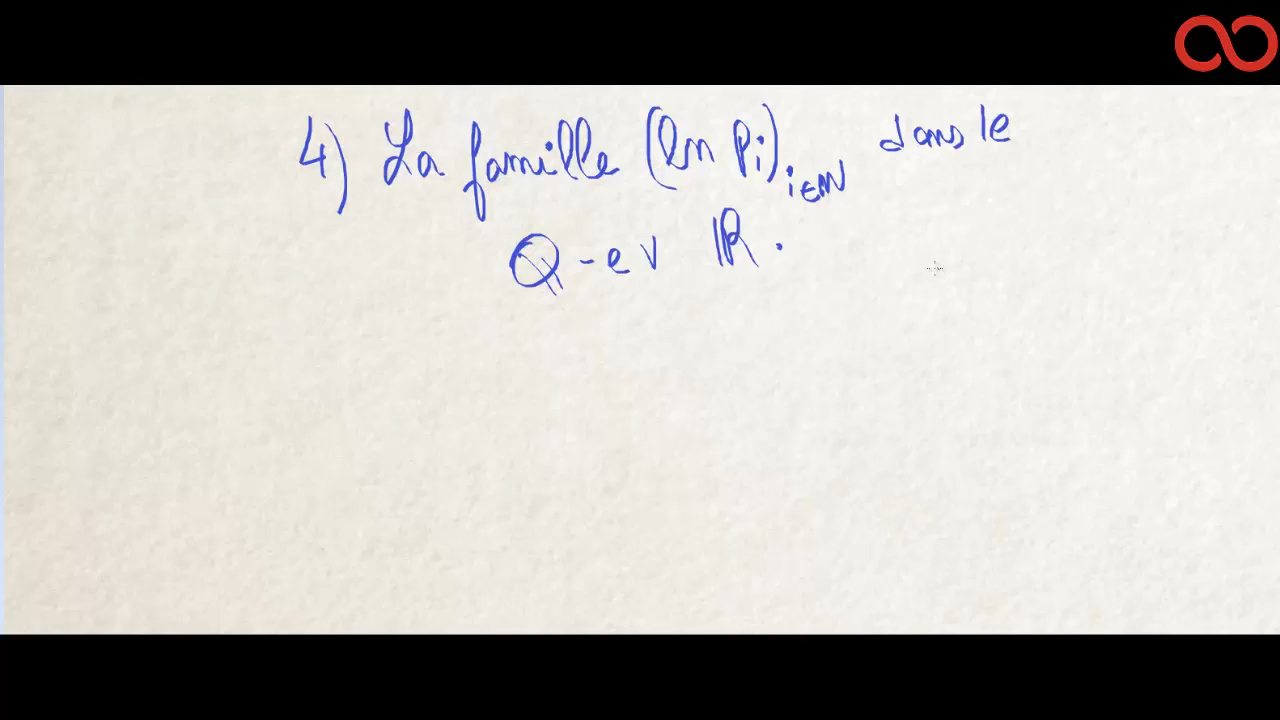 4) La famille (ln Pi)i∈ℕ dans le
ℚ-ev ℝ.